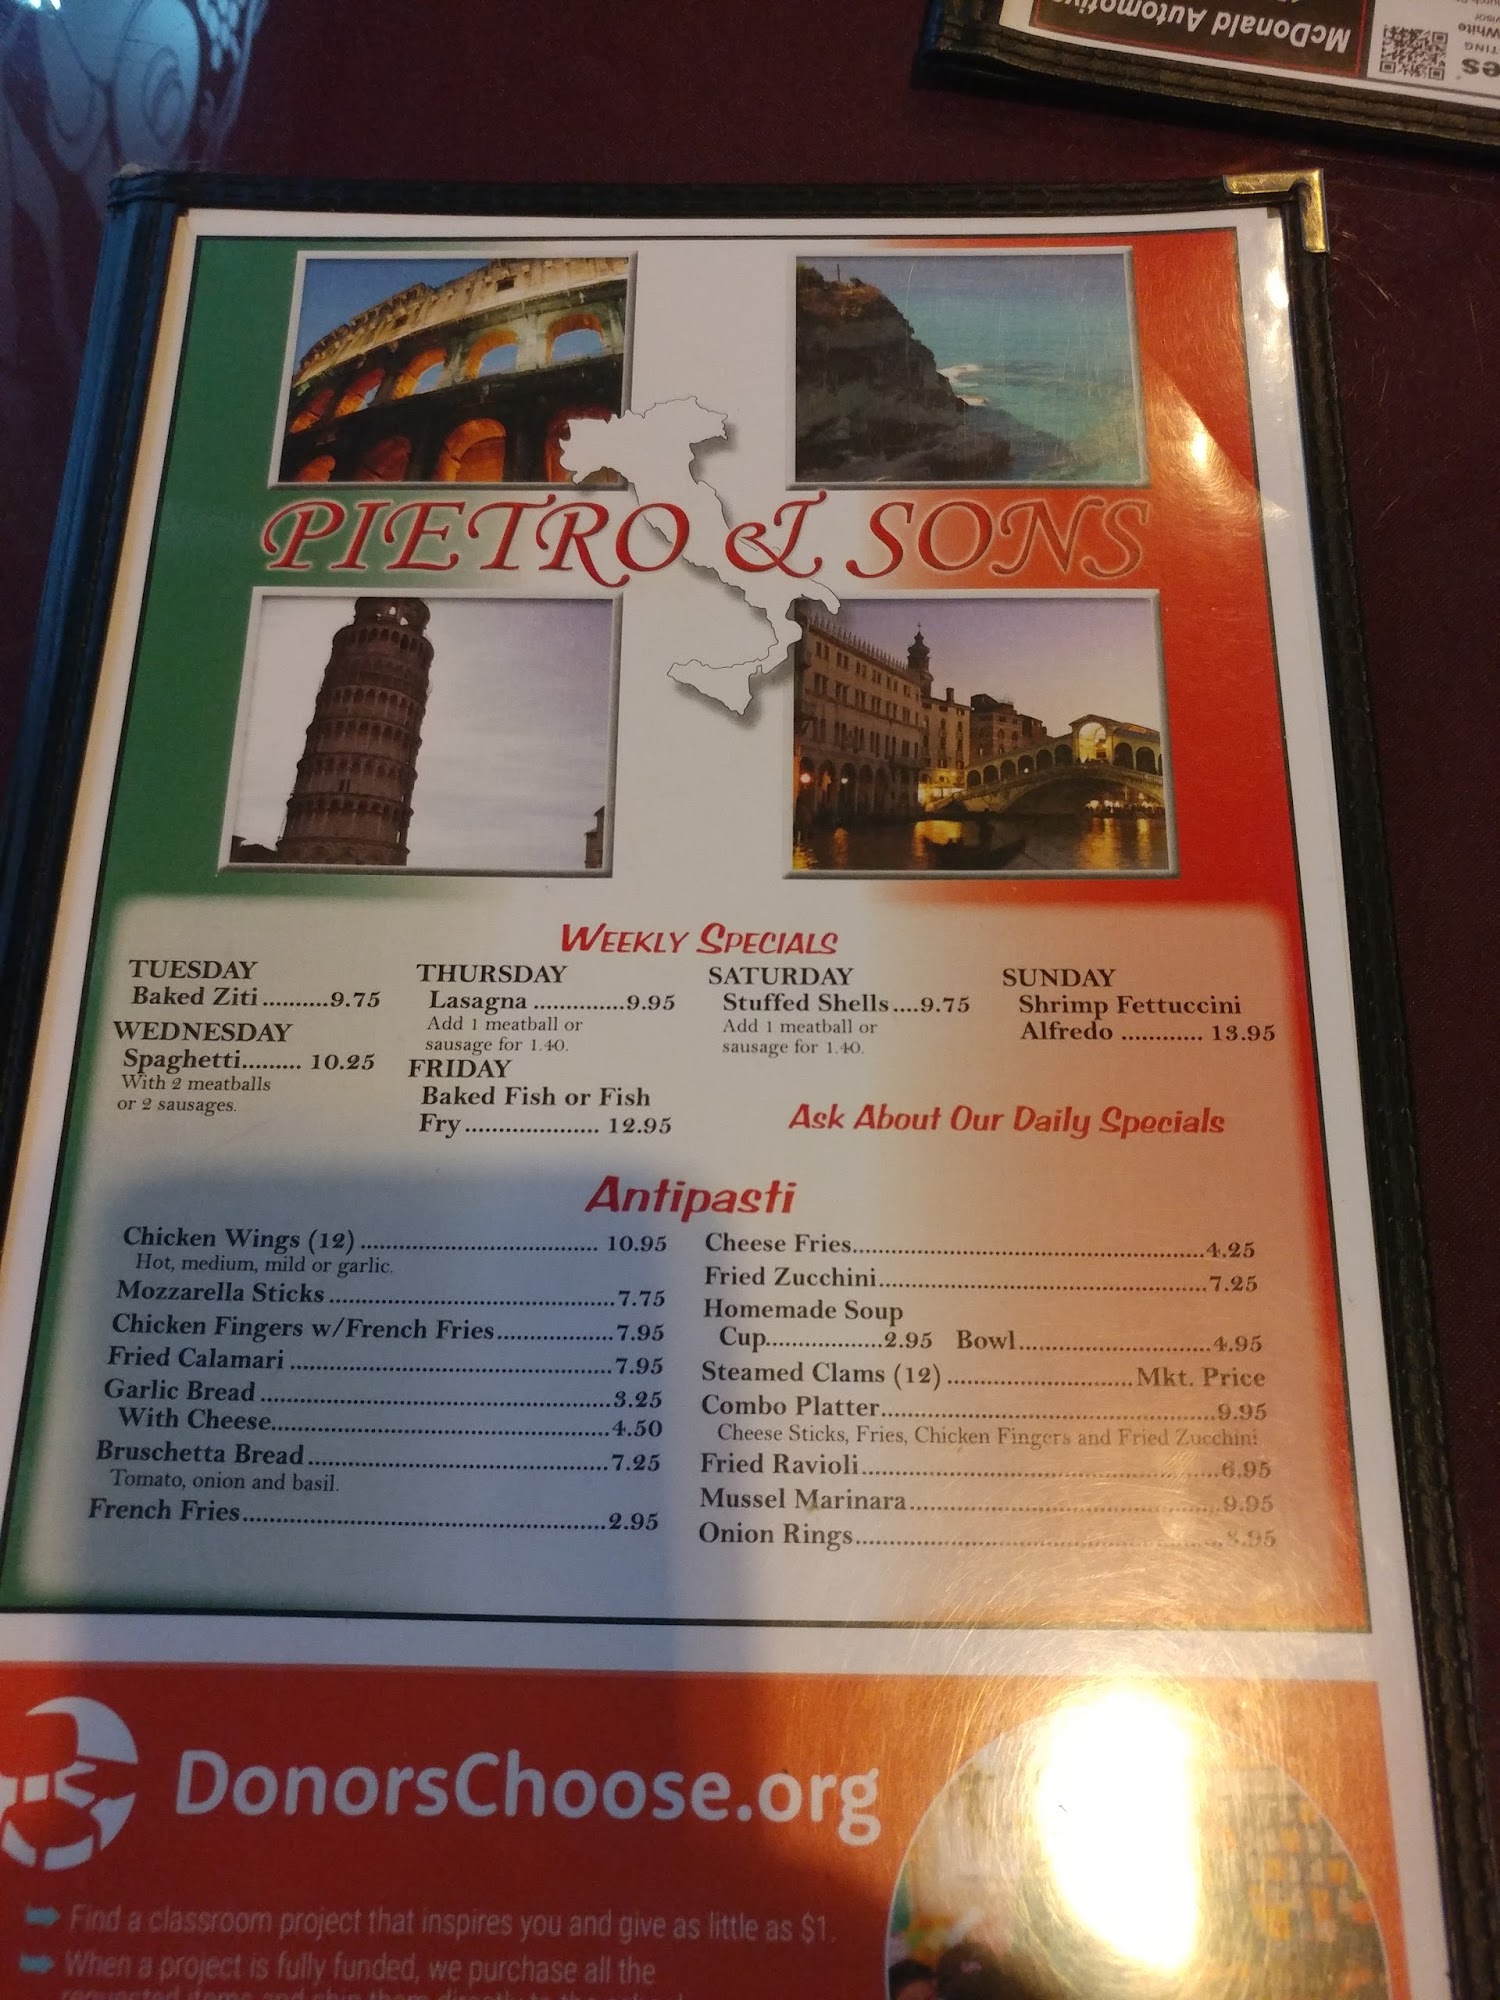 McDonald Automotive
White
TING
es
PIETRO & SONS
WEEKLY SPECIALS
TUESDAY
Baked Ziti..........9.75
WEDNESDAY
Spaghetti......... 10.25
With 2 meatballs
or 2 sausages.
THURSDAY
Lasagna ..............9.95
Add 1 meatball or
sausage for 1.40.
FRIDAY
Baked Fish or Fish
Fry..................... 12.95
SATURDAY
Stuffed Shells....9.75
Add 1 meatball or
sausage for 1.40.
SUNDAY
Shrimp Fettuccini
Alfredo ............ 13.95
Ask About Our Daily Specials
Antipasti
Chicken Wings (12)...................................... 10.95
Hot, medium, mild or garlic.
Mozzarella Sticks..............................................7.75
Chicken Fingers w/French Fries...................7.95
Fried Calamari ...................................................7.95
Garlic Bread........................................................3.25
With Cheese......................................................4.50
Bruschetta Bread................................................7.25
Tomato, onion and basil.
French Fries..........................................................2.95
Cheese Fries.........................................................4.25
Fried Zucchini.....................................................7.25
Homemade Soup
Cup...................2.95 Bowl...............................4.95
Steamed Clams (12)..............................Mkt. Price
Combo Platter.....................................................9.95
Cheese Sticks, Fries, Chicken Fingers and Fried Zucchini
Fried Ravioli.........................................................6.95
Mussel Marinara..................................................9.95
Onion Rings..........................................................
DonorsChoose.org
Find a classroom project that inspires you and give as little as $1.
When a project is fully funded, we purchase all the